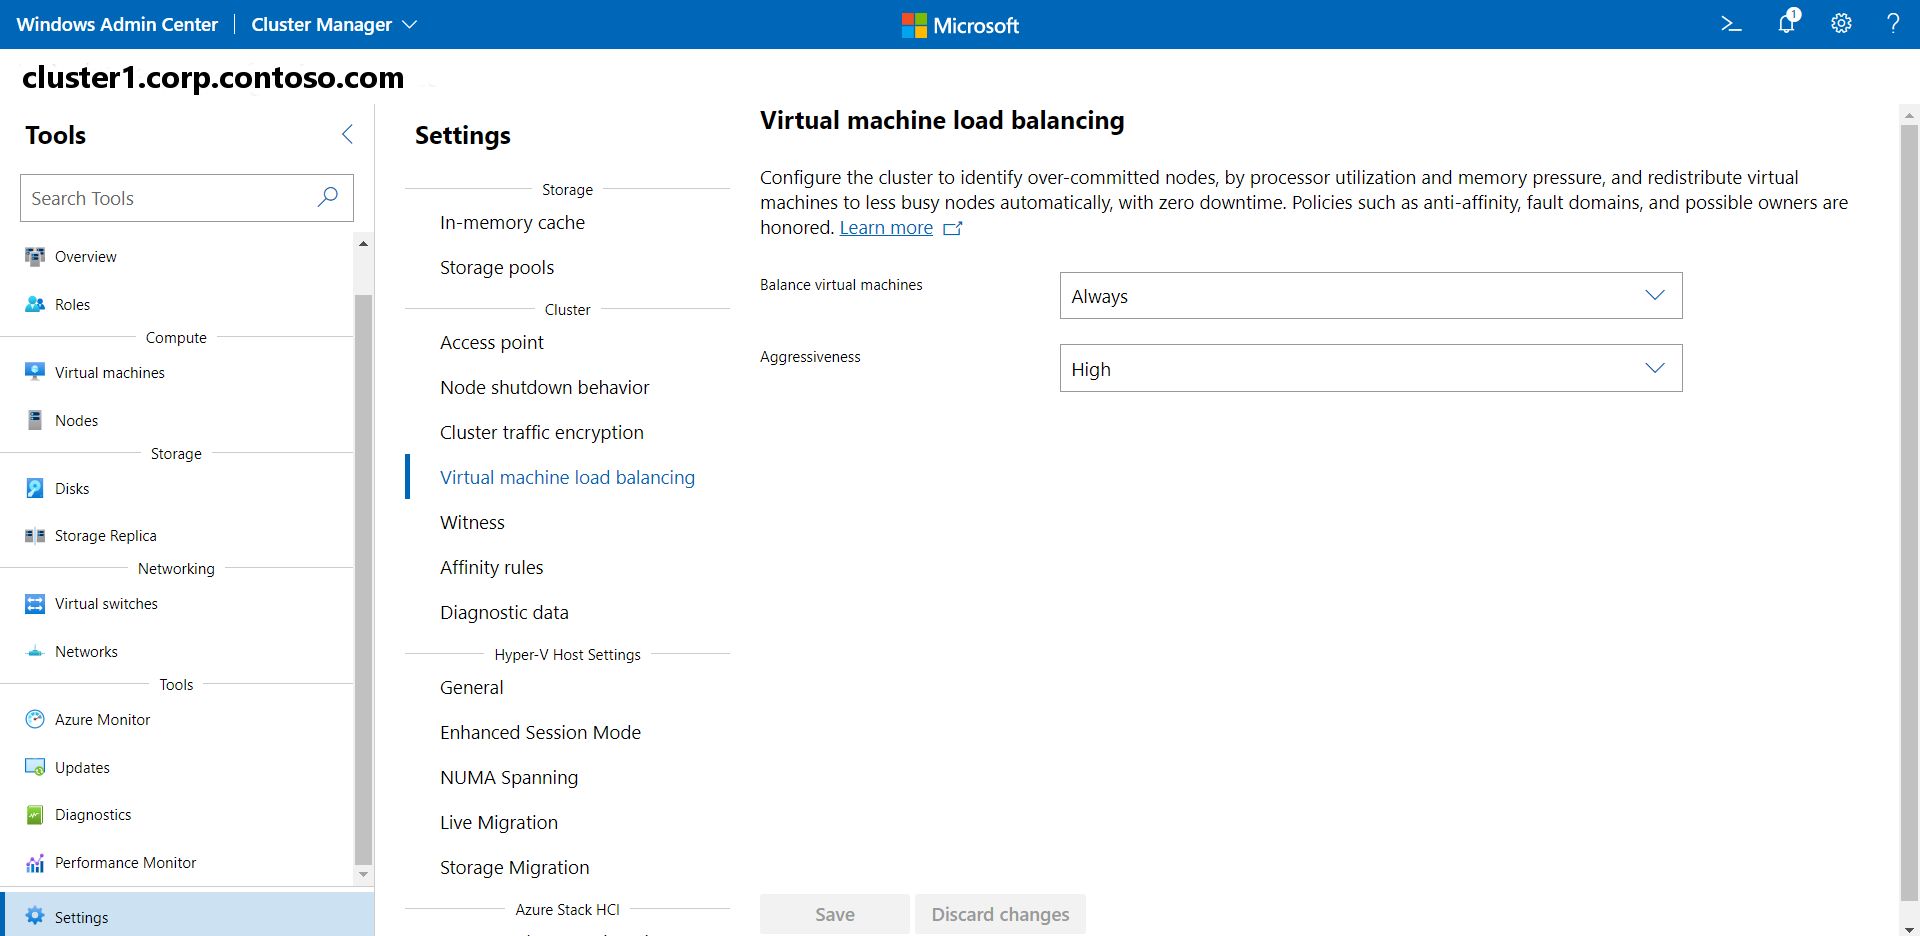 Windows Admin Center
Cluster Manager
Microsoft
1
cluster1.corp.contoso.com
Tools
Search Tools
Overview
Roles
Compute
Virtual machines
Nodes
Storage
Disks
Storage Replica
Networking
Virtual switches
Networks
Tools
Azure Monitor
Updates
Diagnostics
Performance Monitor
Settings
Settings
Storage
In-memory cache
Storage pools
Cluster
Access point
Node shutdown behavior
Cluster traffic encryption
Virtual machine load balancing
Witness
Affinity rules
Diagnostic data
Hyper-V Host Settings
General
Enhanced Session Mode
NUMA Spanning
Live Migration
Storage Migration
Azure Stack HCI
Virtual machine load balancing
Configure the cluster to identify over-committed nodes, by processor utilization and memory pressure, and redistribute virtual
machines to less busy nodes automatically, with zero downtime. Policies such as anti-affinity, fault domains, and possible owners are
honored. Learn more
Balance virtual machines
Always
Aggressiveness
High
Save
Discard changes